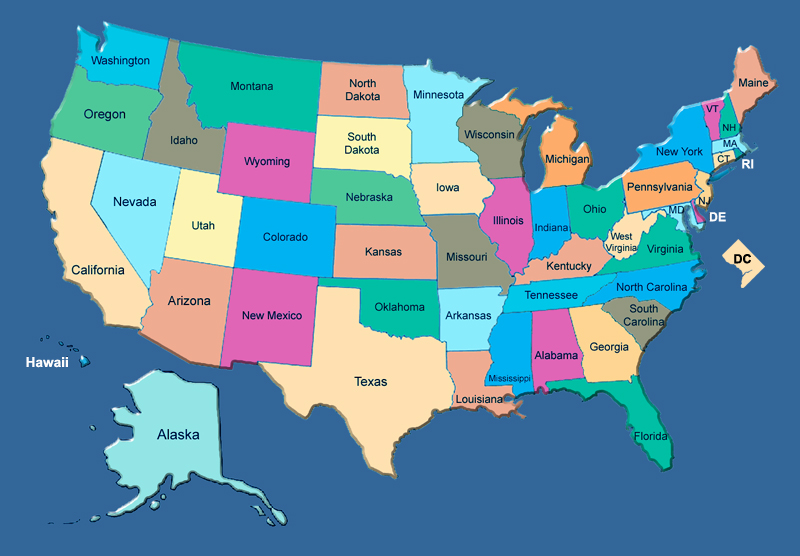 Washington
Montana
North
Dakota
Minnesota
Maine
Oregon
Idaho
Wisconsin
VT
NH
South
Dakota
MA
Wyoming
Michigan
New York
CT
RI
Nebraska
Iowa
Pennsylvania
Nevada
Utah
Illinois
Indiana
Ohio
NJ
MD
DE
Colorado
West
Virginia
Virginia
Kansas
Missouri
Kentucky
DC
California
Arizona
New Mexico
Oklahoma
Arkansas
Tennessee
North Carolina
South
Carolina
Georgia
Alabama
Hawaii
Texas
Mississippi
Louisiana
Alaska
Florida